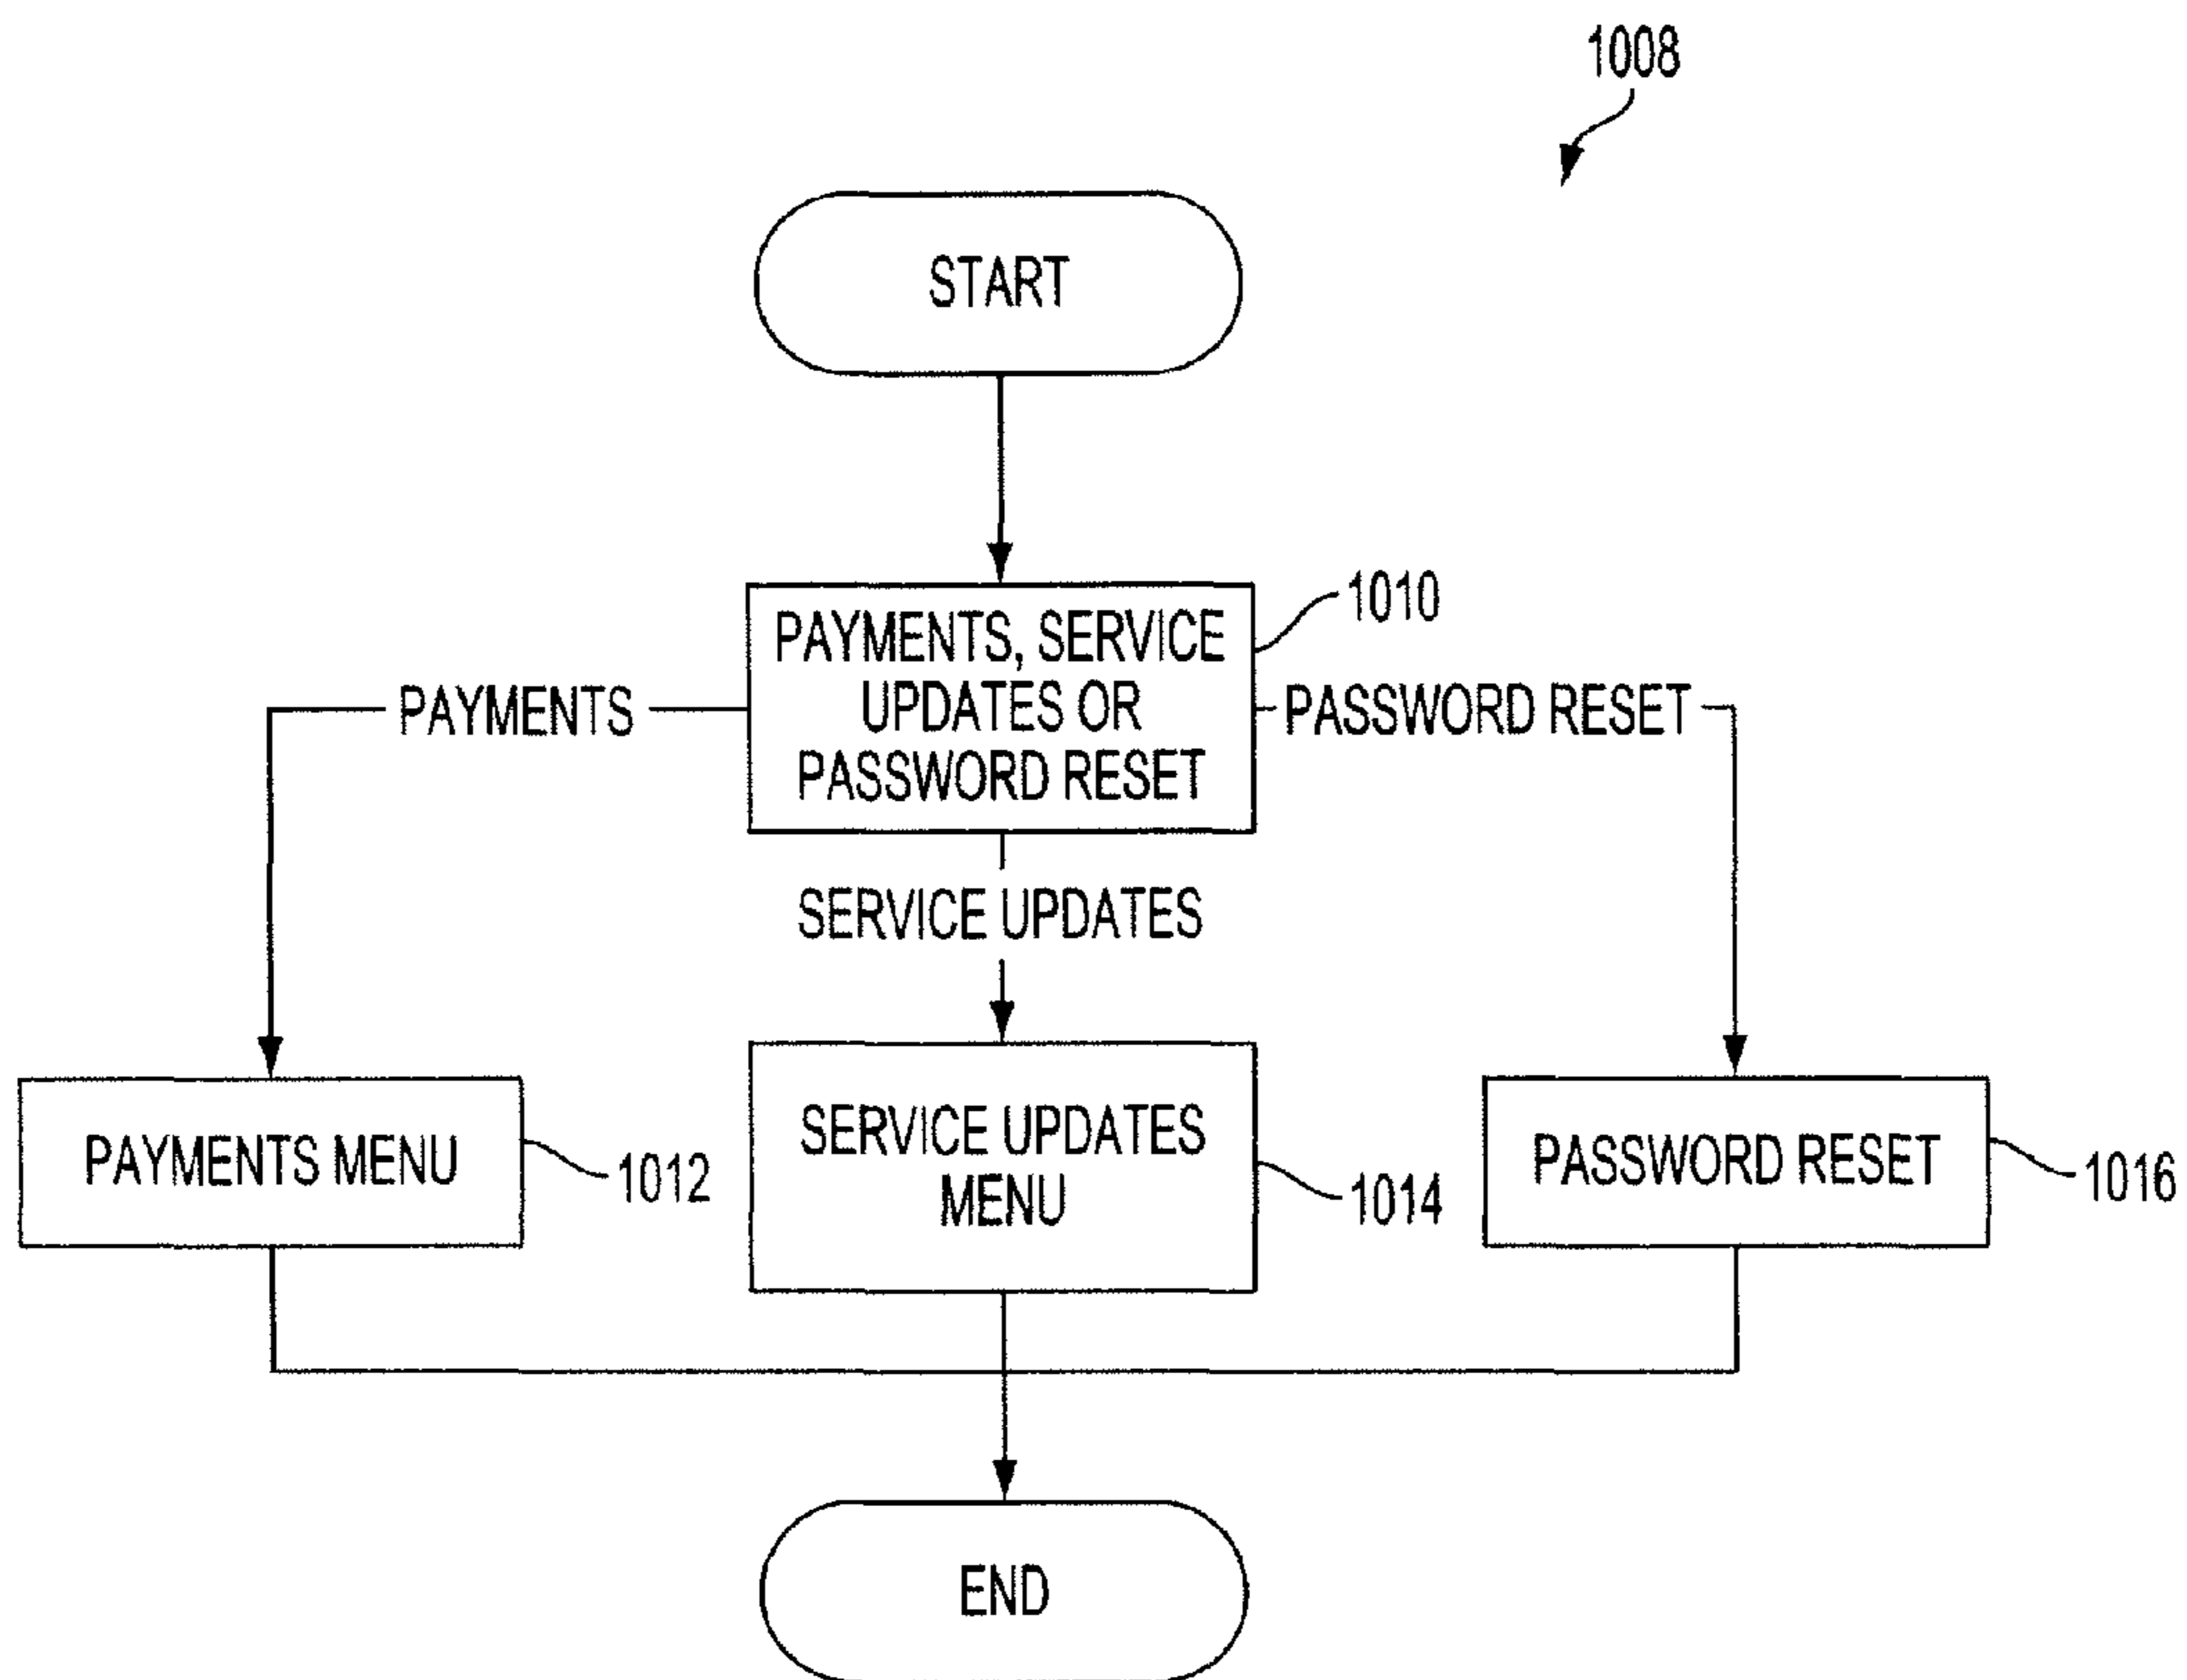 1008
START
PAYMENTS, SERVICE
UPDATES OR
PASSWORD RESET
1010
PAYMENTS
PASSWORD RESET
SERVICE UPDATES
PAYMENTS MENU
1012
SERVICE UPDATES
MENU
1014
PASSWORD RESET
1016
END